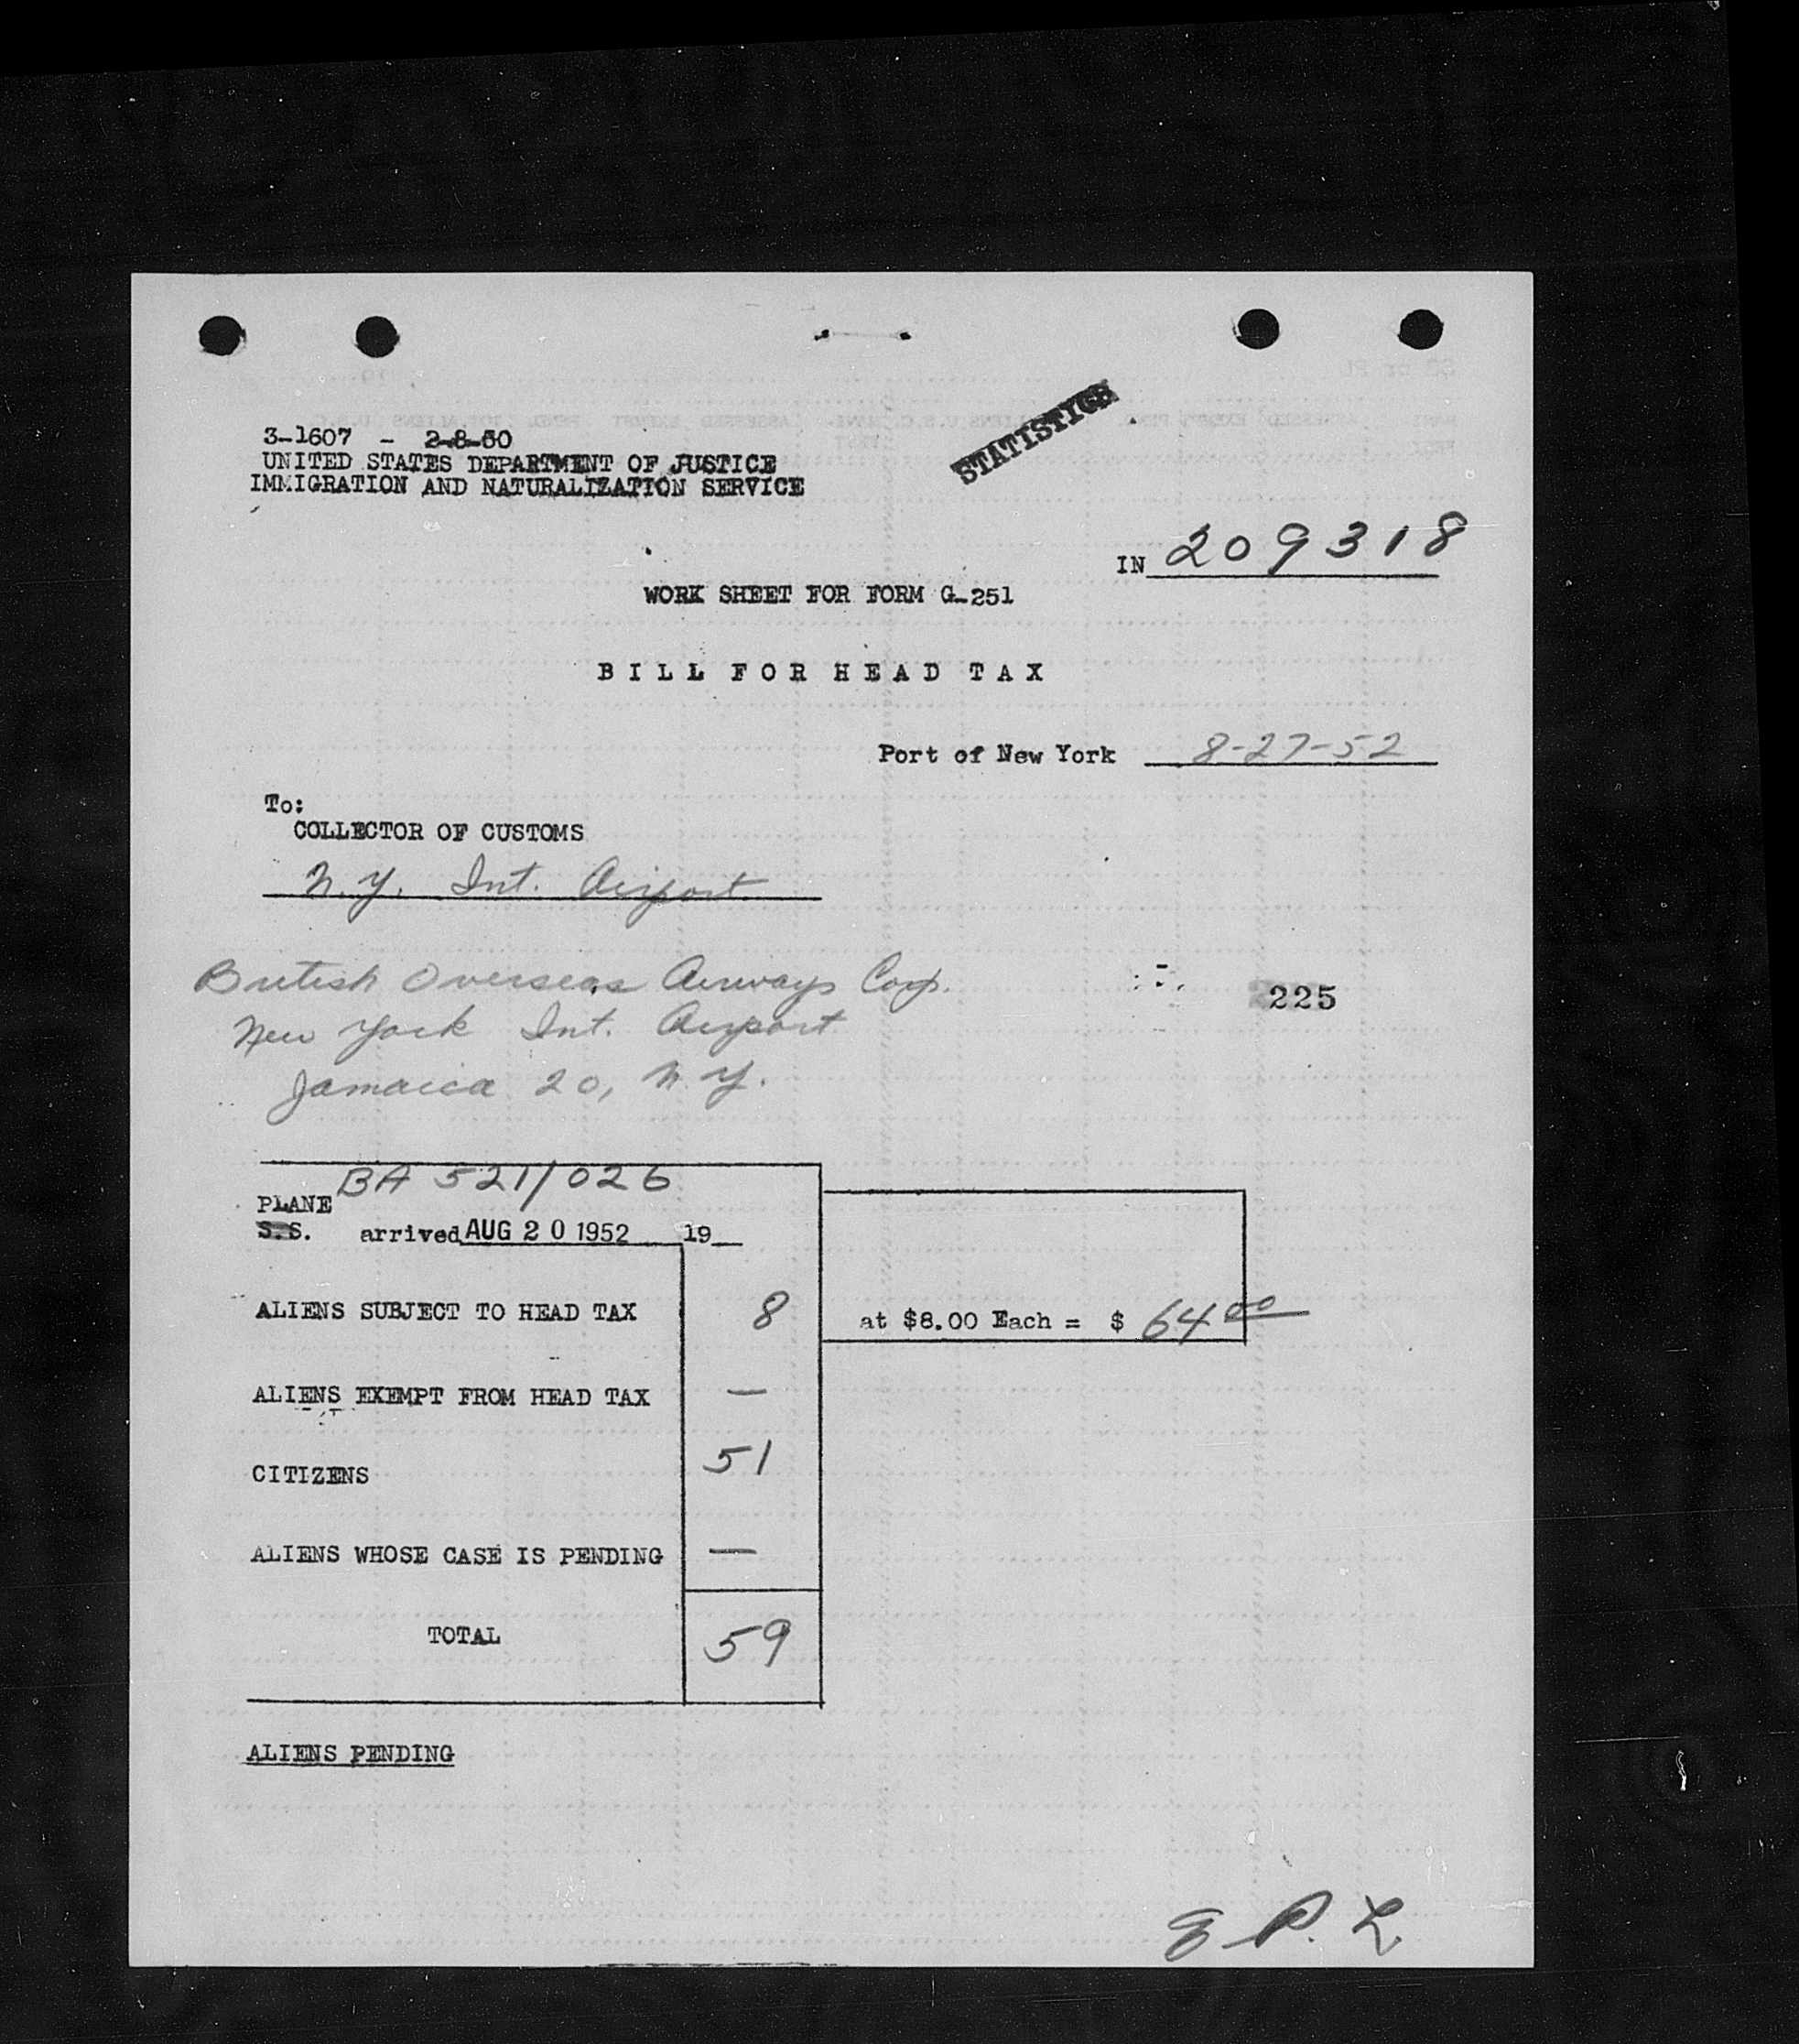 STATISTICS
3-1607 - 2-8-50
UNITED STATES DEPARTMENT OF JUSTICE
IMMIGRATION AND NATURALIZATION SERVICE
IN 209318
WORK SHEET FOR FORM G-251
BILL FOR HEAD TAX
Port of New York 8-27-52
To:
COLLECTOR OF CUSTOMS
N.Y. Int. Airport
British Overseas Airways Corp.
225
New York Int. Airport
Jamaica 20, N.Y.
BA 521/026
PLANE
S.S. arrived AUG 20 1952 19
ALIENS SUBJECT TO HEAD TAX 8 at $8.00 Each = $ 64 00
ALIENS EXEMPT FROM HEAD TAX —
CITIZENS 51
ALIENS WHOSE CASE IS PENDING —
TOTAL 59
ALIENS PENDING
E.P.L.